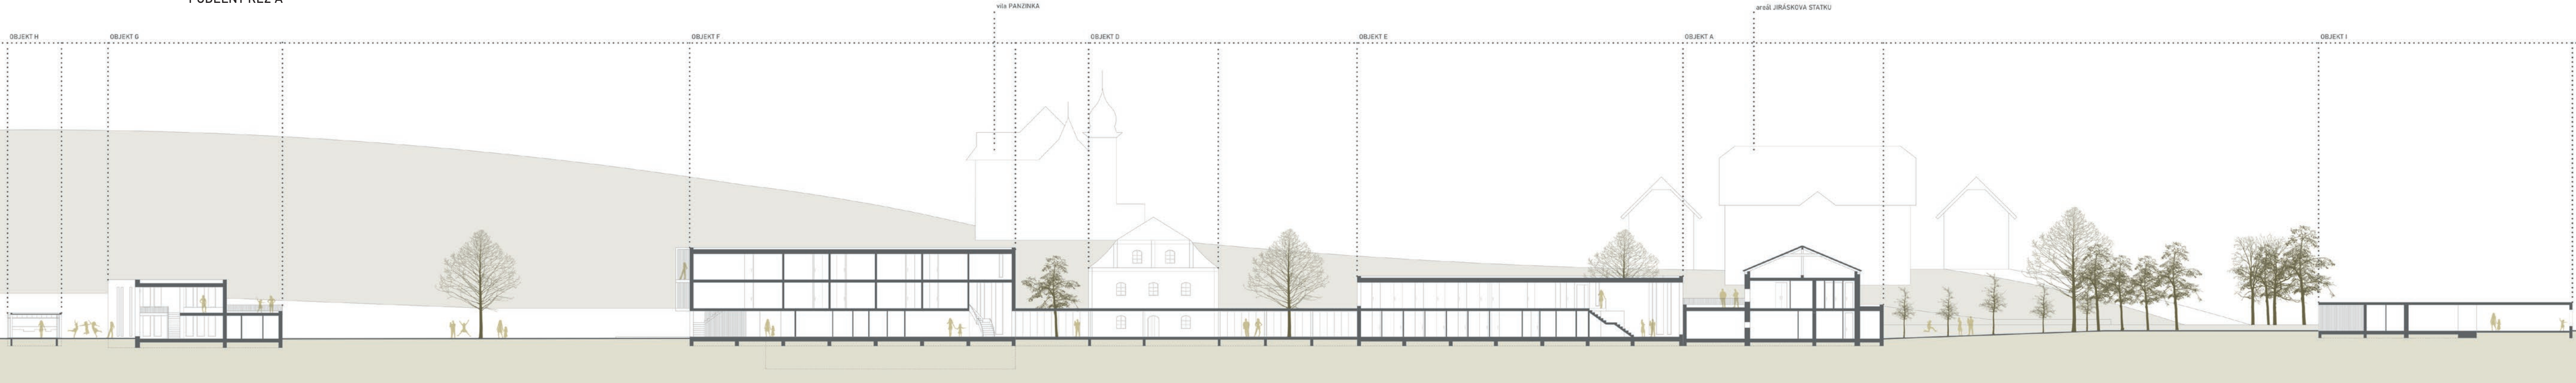 PODÉLNÝ ŘEZ A
vila PANZINKA
areál JIRÁSKOVA STATKU
OBJEKT H
OBJEKT G
OBJEKT F
OBJEKT D
OBJEKT E
OBJEKT A
OBJEKT I